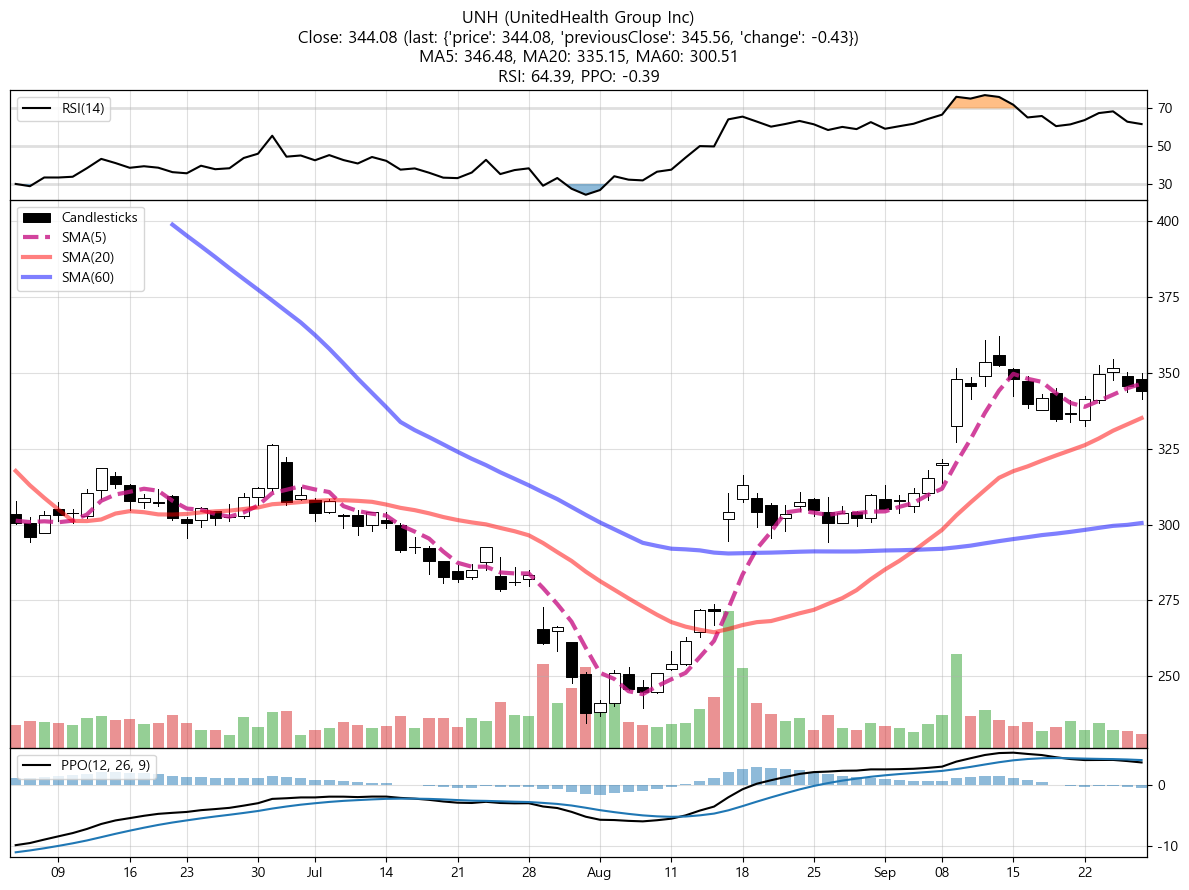 UNH (UnitedHealth Group Inc)
Close: 344.08 (last: {'price': 344.08, 'previousClose': 345.56, 'change': -0.43})
MA5: 346.48, MA20: 335.15, MA60: 300.51
RSI: 64.39, PPO: -0.39
RSI(14)
70
50
30
Candlesticks
SMA(5)
SMA(20)
SMA(60)
400
375
350
325
300
275
250
PPO(12, 26, 9)
0
-10
09 16 23 30 Jul 14 21 28 Aug 11 18 25 Sep 08 15 22